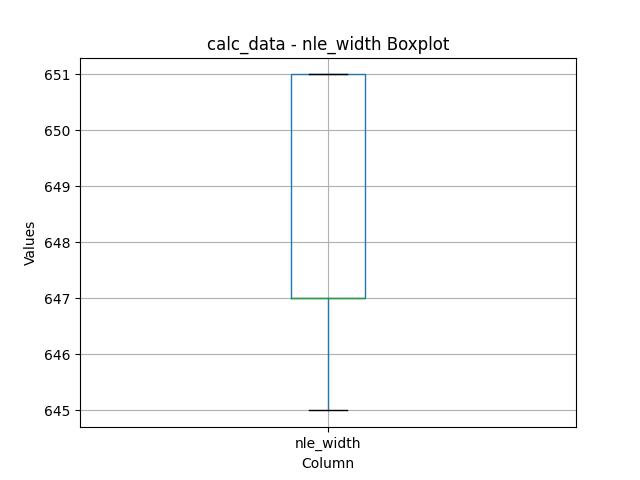 calc_data - nle_width Boxplot
651
650
649
648
647
646
645
Values
nle_width
Column